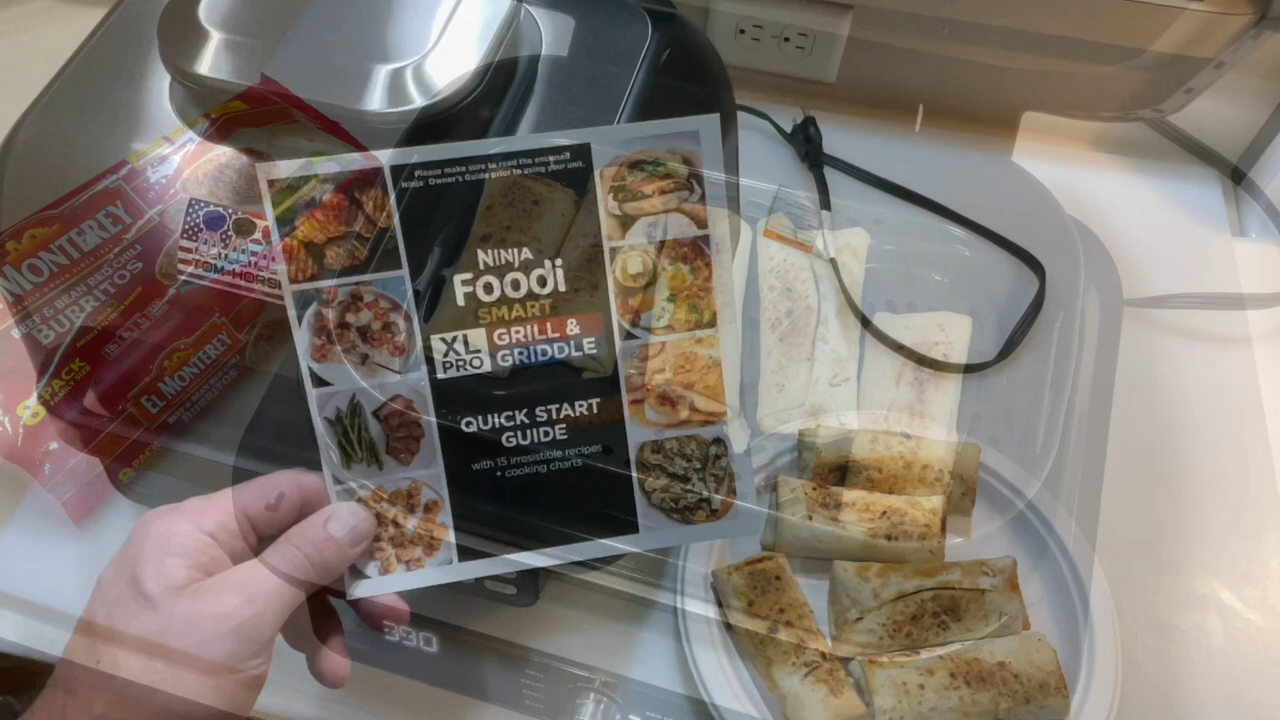 Please make sure to read the enclosed
Ninja Owner's Guide prior to using your unit.
NINJA
Foodi
SMART
XL
PRO
GRILL &
GRIDDLE
QUICK START
GUIDE
with 15 irresistible recipes
+ cooking charts
MONTEREY
BEEF & BEAN RED CHILI
BURRITOS
8 PACK
EL MONTEREY
TOM HORS
390